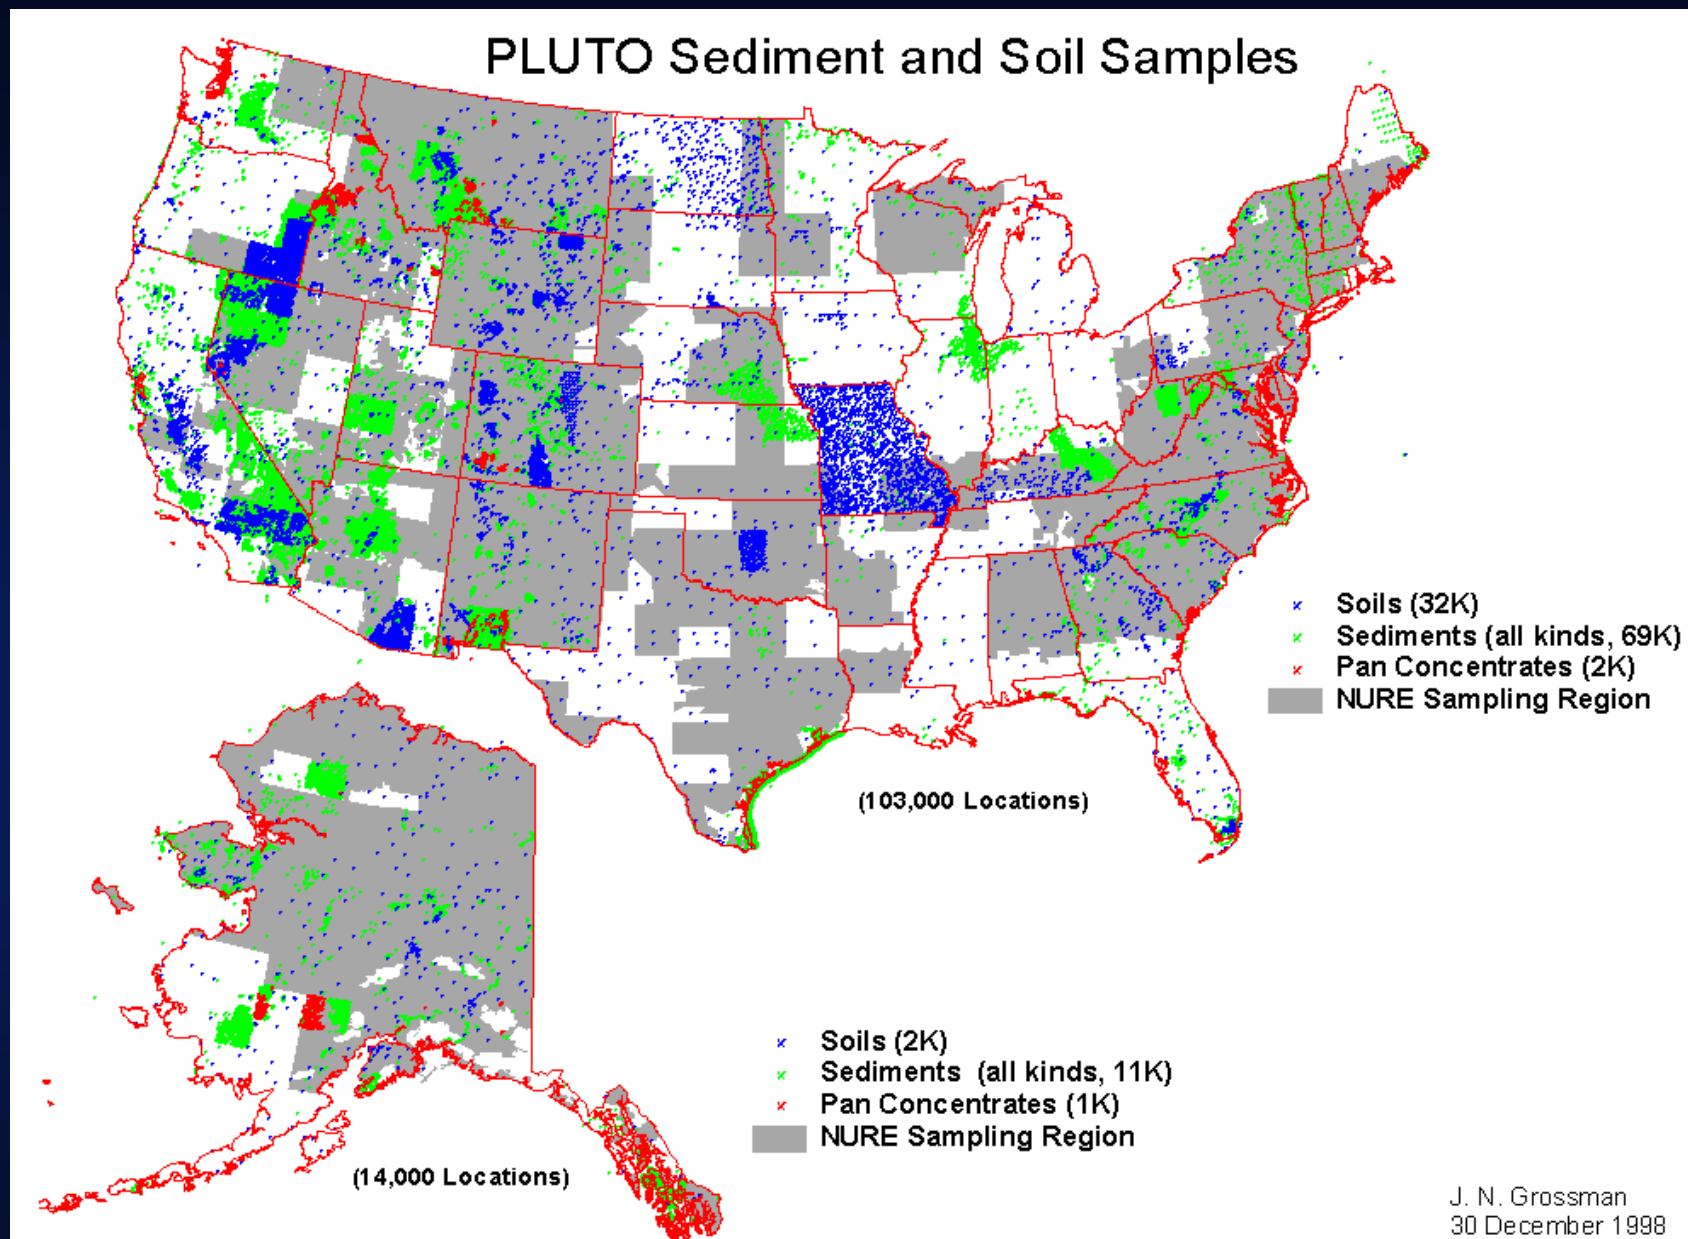 PLUTO Sediment and Soil Samples
Soils (32K)
Sediments (all kinds, 69K)
Pan Concentrates (2K)
NURE Sampling Region
(103,000 Locations)
Soils (2K)
Sediments (all kinds, 11K)
Pan Concentrates (1K)
NURE Sampling Region
(14,000 Locations)
J. N. Grossman
30 December 1998